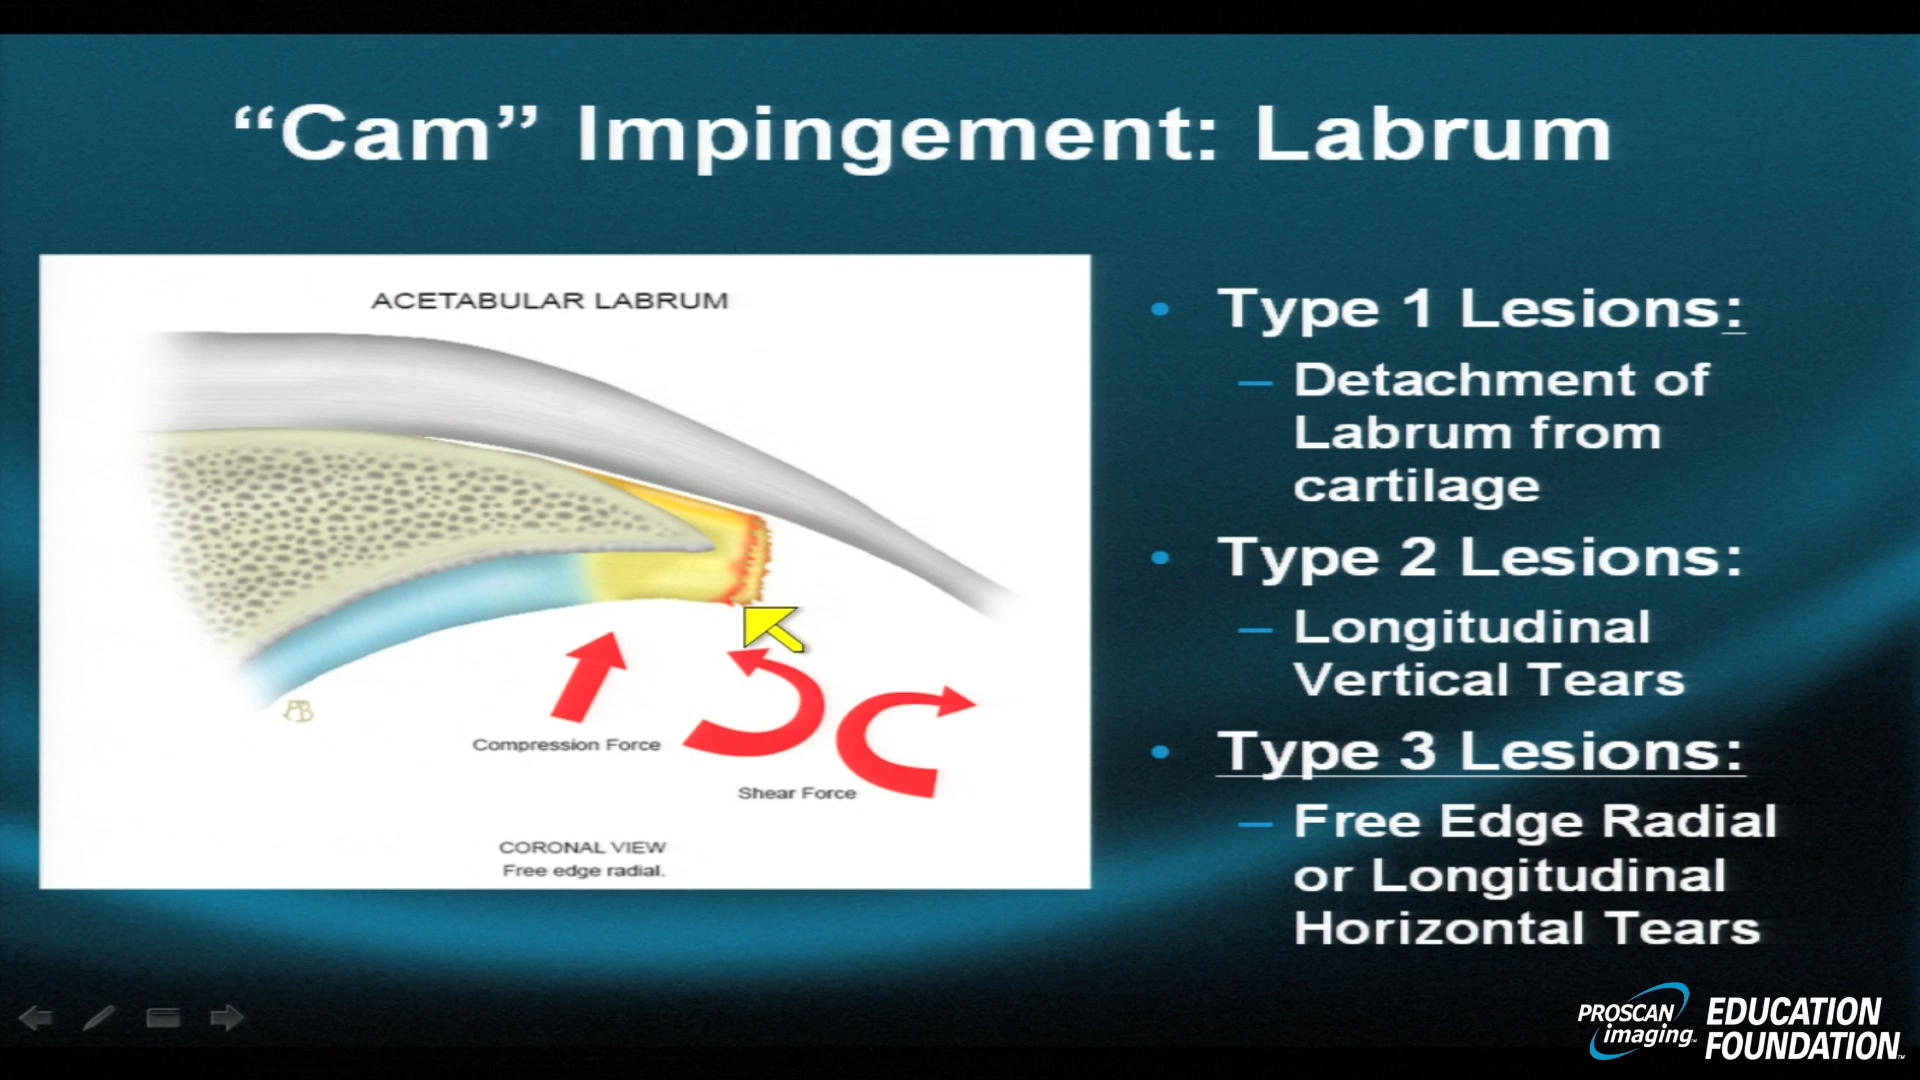 “Cam” Impingement: Labrum
ACETABULAR LABRUM
Compression Force
Shear Force
CORONAL VIEW
Free edge radial.
• Type 1 Lesions:
– Detachment of
Labrum from
cartilage
• Type 2 Lesions:
– Longitudinal
Vertical Tears
• Type 3 Lesions:
– Free Edge Radial
or Longitudinal
Horizontal Tears
PROSCAN
imaging
EDUCATION
FOUNDATION